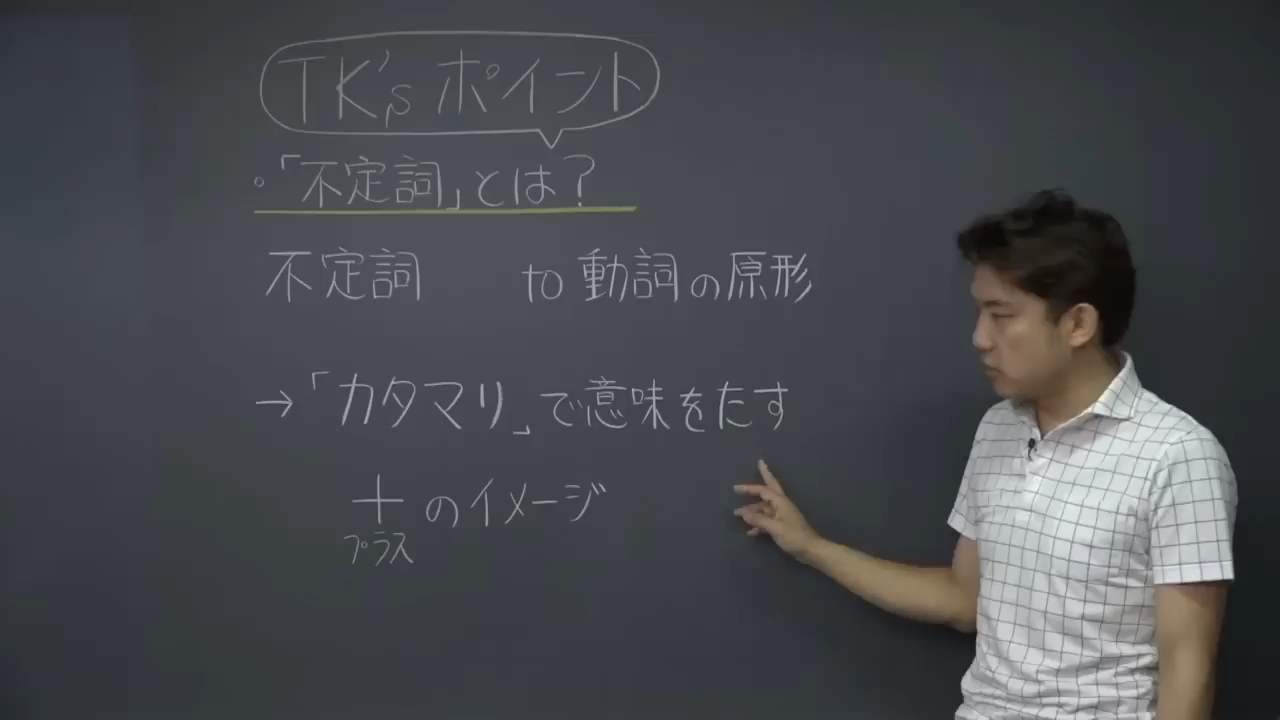 TK'sポイント
・「不定詞」とは？
不定詞　to 動詞の原形
→「カタマリ」で意味をたす
＋のイメージ
プラス